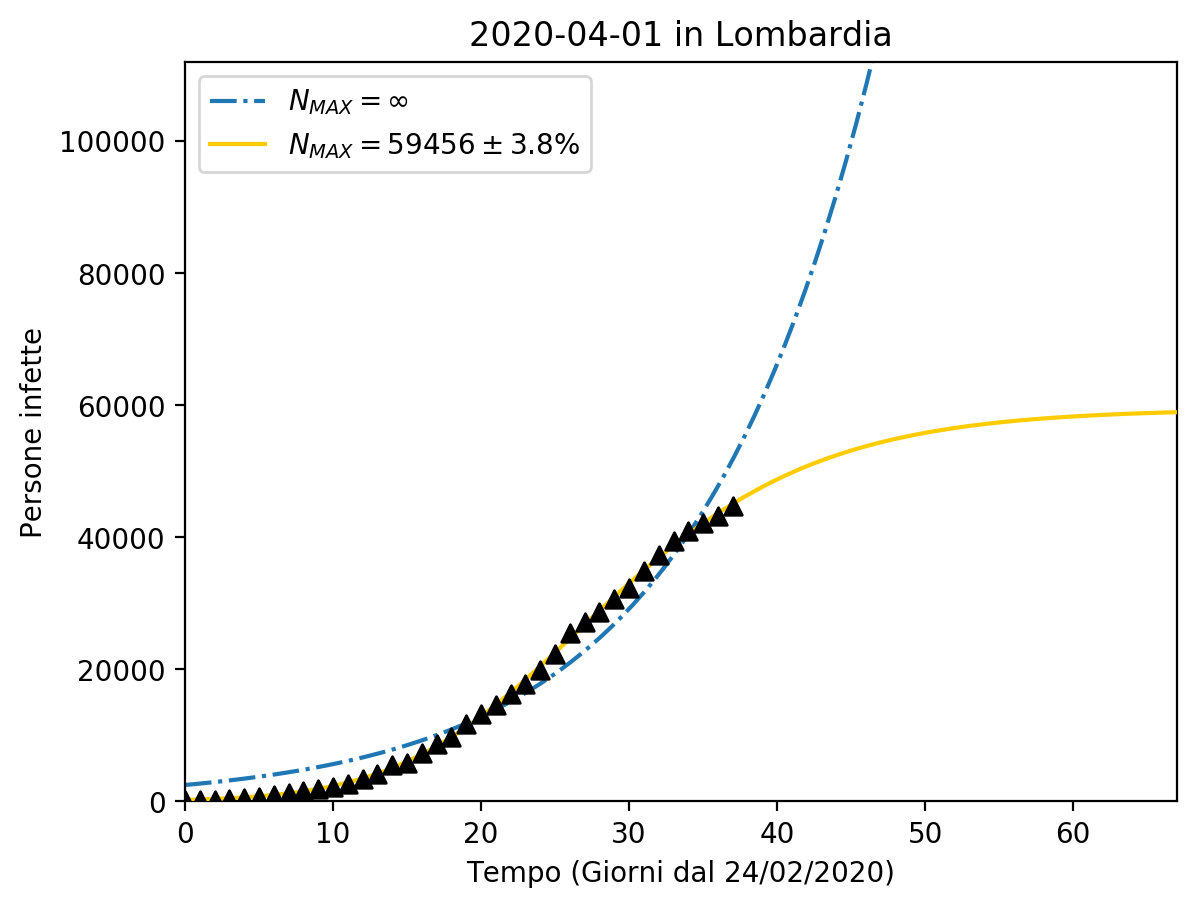 2020-04-01 in Lombardia
N_MAX = ∞
N_MAX = 59456 ± 3.8%
100000
80000
60000
40000
20000
0
Persone infette
0 10 20 30 40 50 60
Tempo (Giorni dal 24/02/2020)